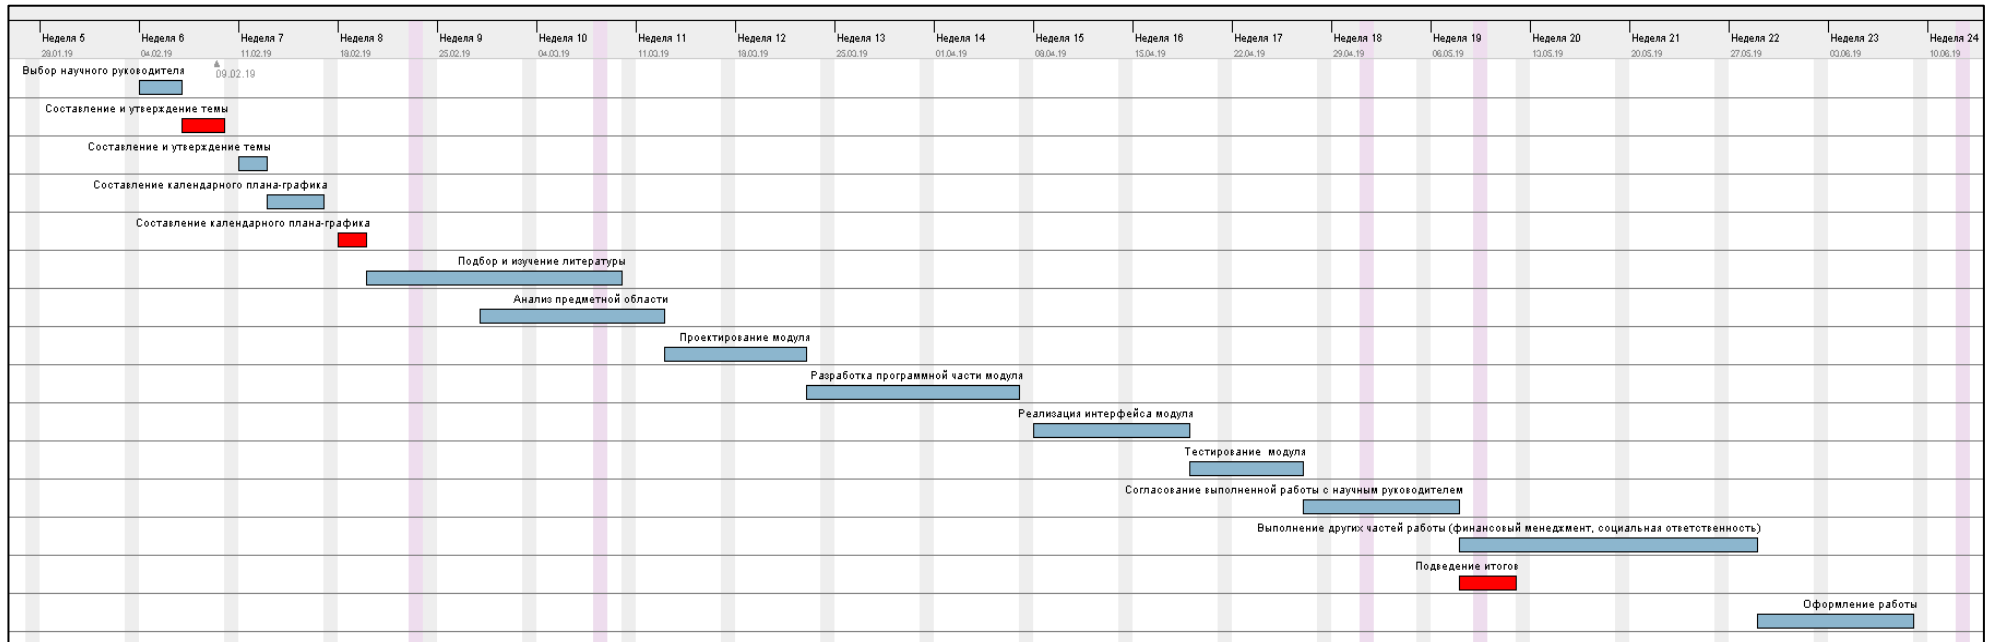 Неделя 5 Неделя 6 Неделя 7 Неделя 8 Неделя 9 Неделя 10 Неделя 11 Неделя 12 Неделя 13 Неделя 14 Неделя 15 Неделя 16 Неделя 17 Неделя 18 Неделя 19 Неделя 20 Неделя 21 Неделя 22 Неделя 23 Неделя 24
28.01.19 04.02.19 11.02.19 18.02.19 25.02.19 04.03.19 11.03.19 18.03.19 25.03.19 01.04.19 08.04.19 15.04.19 22.04.19 29.04.19 06.05.19 13.05.19 20.05.19 27.05.19 03.06.19 10.06.19
Выбор научного руководителя
09.02.19
Составление и утверждение темы
Составление и утверждение темы
Составление календарного плана-графика
Составление календарного плана-графика
Подбор и изучение литературы
Анализ предметной области
Проектирование модуля
Разработка программной части модуля
Реализация интерфейса модуля
Тестирование модуля
Согласование выполненной работы с научным руководителем
Выполнение других частей работы (финансовый менеджмент, социальная ответственность)
Подведение итогов
Оформление работы